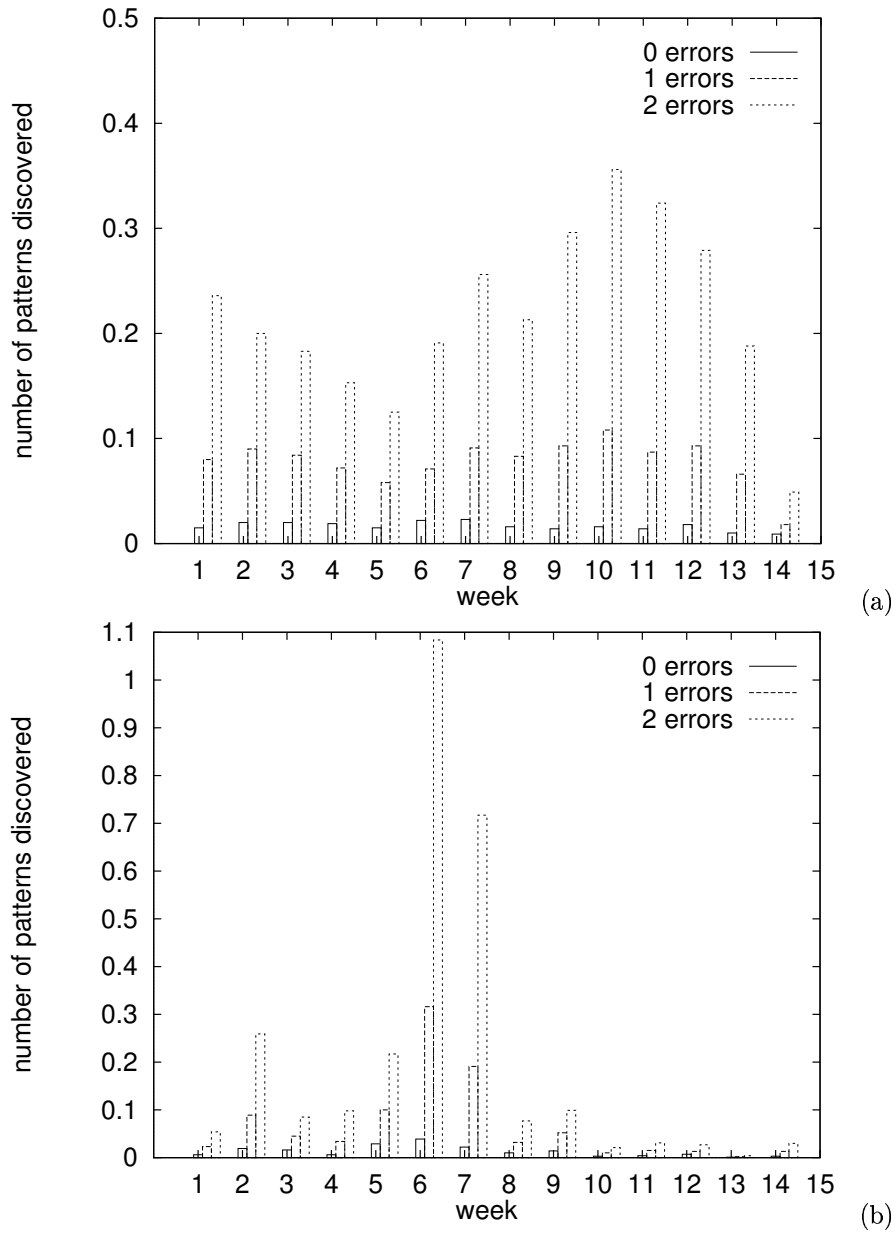 0.5
0 errors
1 errors
2 errors
0.4
0.3
0.2
0.1
0
number of patterns discovered
1 2 3 4 5 6 7 8 9 10 11 12 13 14 15
week
(a)
1.1
0 errors
1 errors
2 errors
1
0.9
0.8
0.7
0.6
0.5
0.4
0.3
0.2
0.1
0
number of patterns discovered
1 2 3 4 5 6 7 8 9 10 11 12 13 14 15
week
(b)